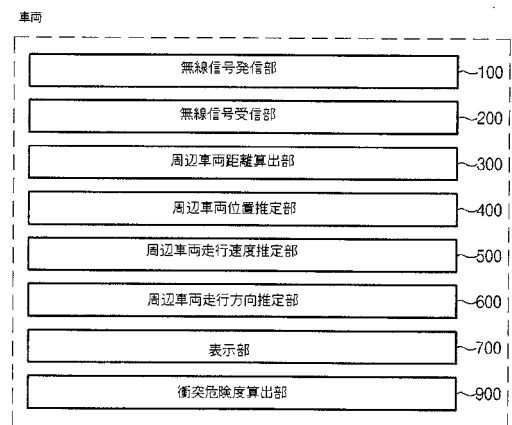 車両
無線信号発信部 100
無線信号受信部 200
周辺車両距離算出部 300
周辺車両位置推定部 400
周辺車両走行速度推定部 500
周辺車両走行方向推定部 600
表示部 700
衝突危険度算出部 900